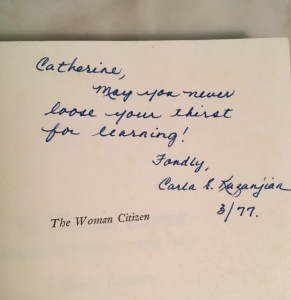 Catherine,
May you never
loose your thirst
for learning!
Fondly,
Carla S. Kazanjian
3/77.
The Woman Citizen